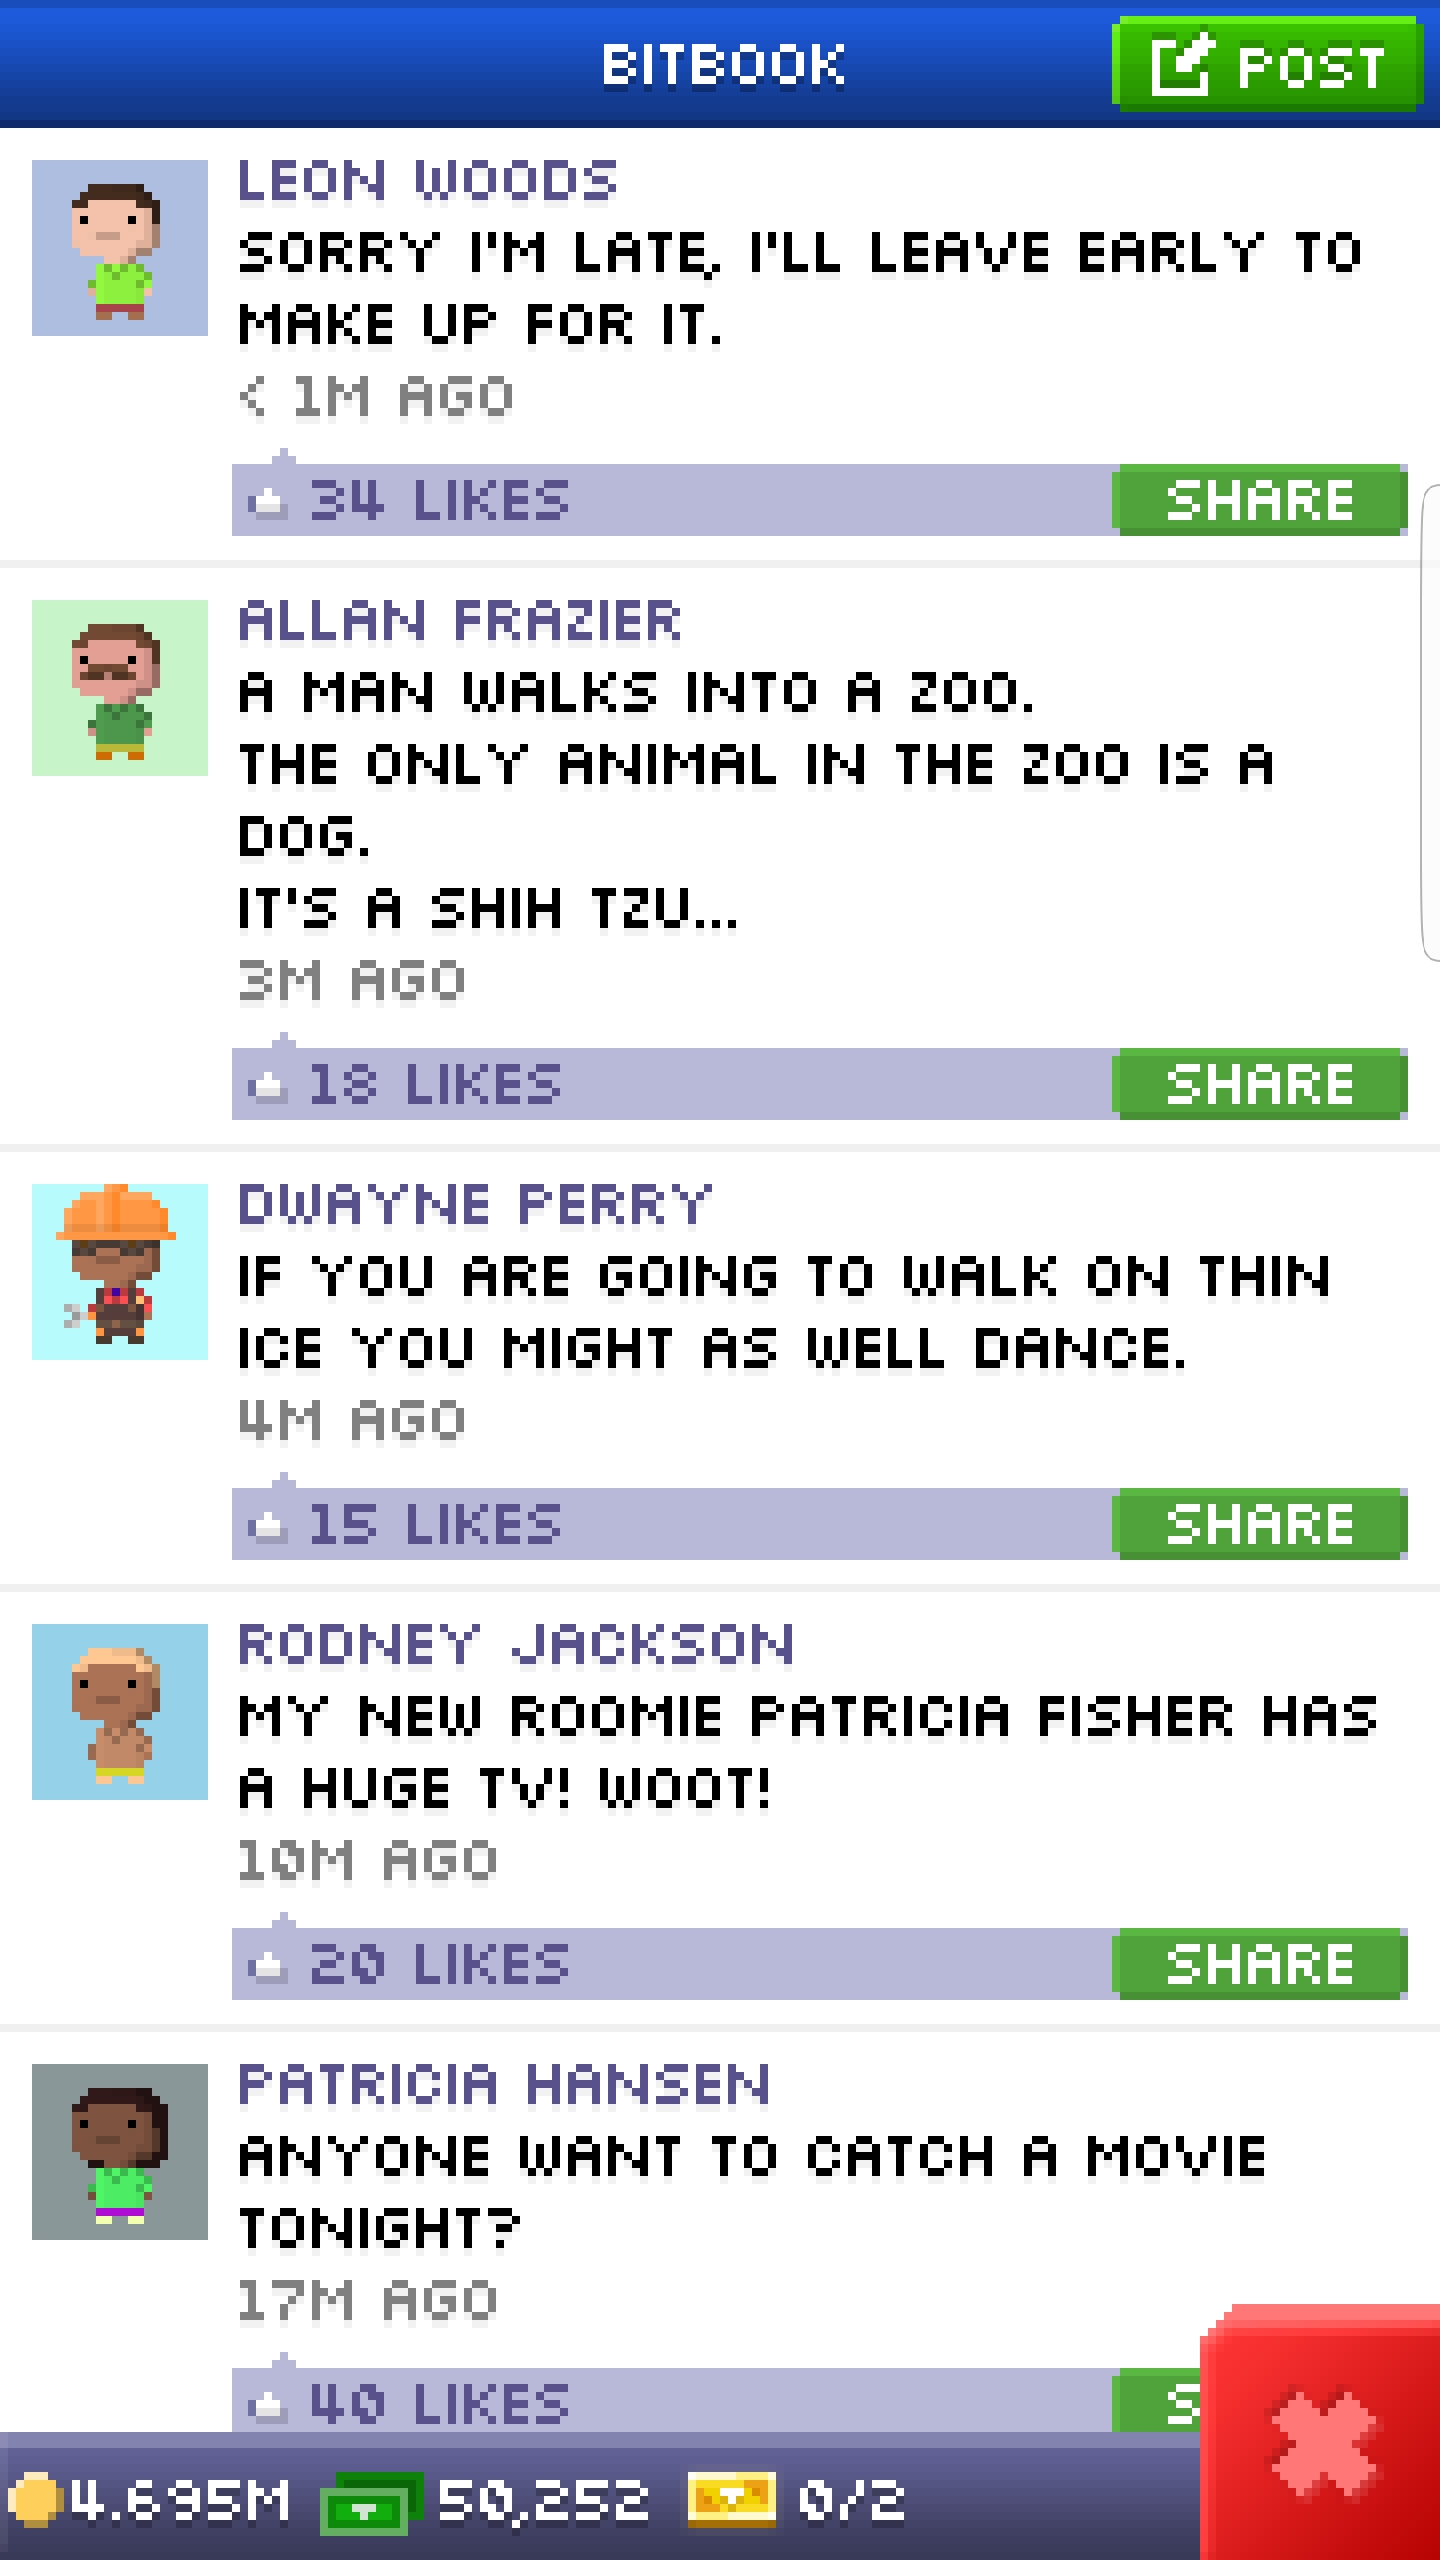 BITBOOK
POST
LEON WOODS
SORRY I'M LATE, I'LL LEAVE EARLY TO
MAKE UP FOR IT.
< 1M AGO
34 LIKES
SHARE
ALLAN FRAZIER
A MAN WALKS INTO A ZOO.
THE ONLY ANIMAL IN THE ZOO IS A
DOG.
IT'S A SHIH TZU...
3M AGO
18 LIKES
SHARE
DWAYNE PERRY
IF YOU ARE GOING TO WALK ON THIN
ICE YOU MIGHT AS WELL DANCE.
4M AGO
15 LIKES
SHARE
RODNEY JACKSON
MY NEW ROOMIE PATRICIA FISHER HAS
A HUGE TV! WOOT!
10M AGO
20 LIKES
SHARE
PATRICIA HANSEN
ANYONE WANT TO CATCH A MOVIE
TONIGHT?
17M AGO
40 LIKES
S
4.695M
50,252
0/2